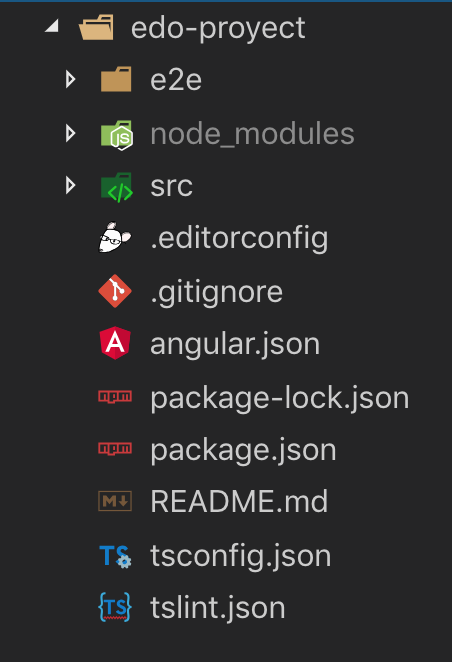 edo-proyect
e2e
node_modules
src
.editorconfig
.gitignore
angular.json
package-lock.json
package.json
README.md
tsconfig.json
tslint.json